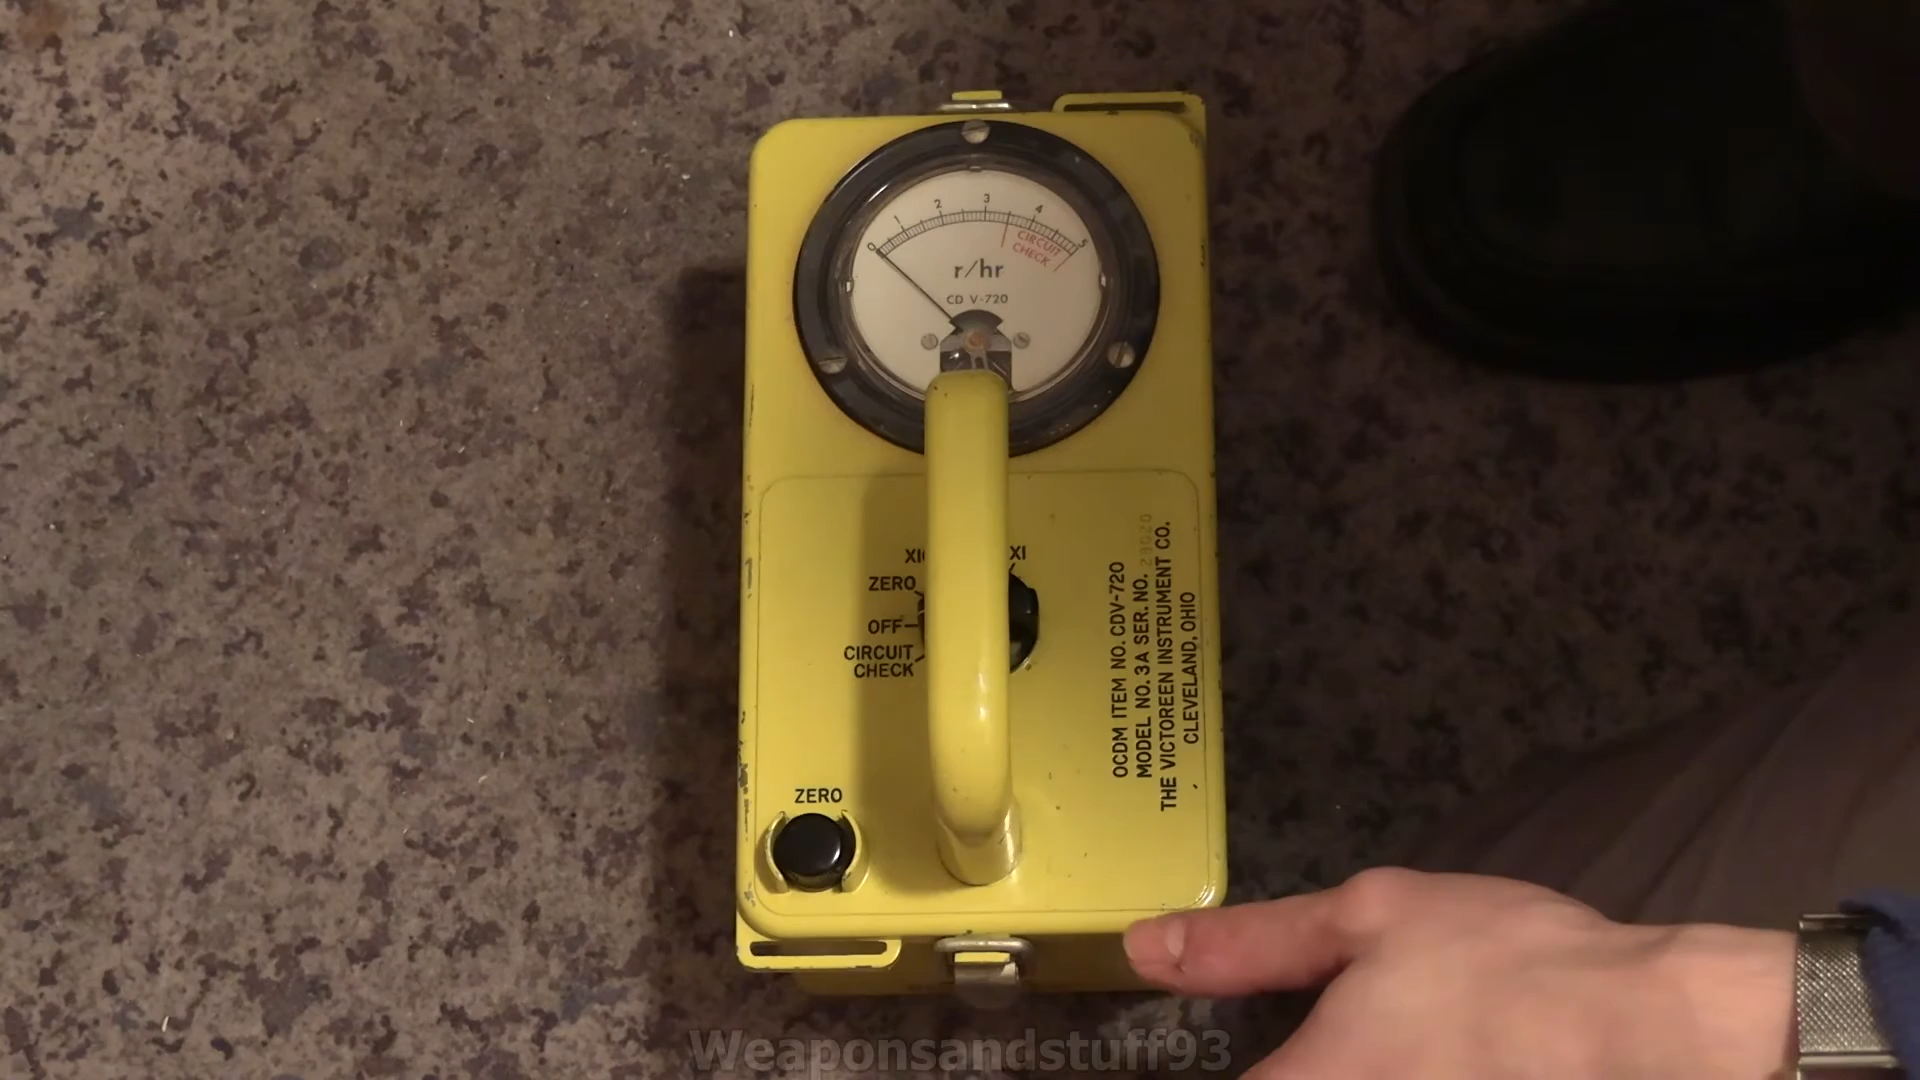 0 1 2 3 4 5
CIRCUIT
CHECK
r/hr
CD V-720
XI
ZERO
OFF
CIRCUIT
CHECK
OCDM ITEM NO. CDV-720
MODEL NO. 3A SER. NO.
THE VICTOREEN INSTRUMENT CO.
CLEVELAND, OHIO
ZERO
Weaponsandstuff93